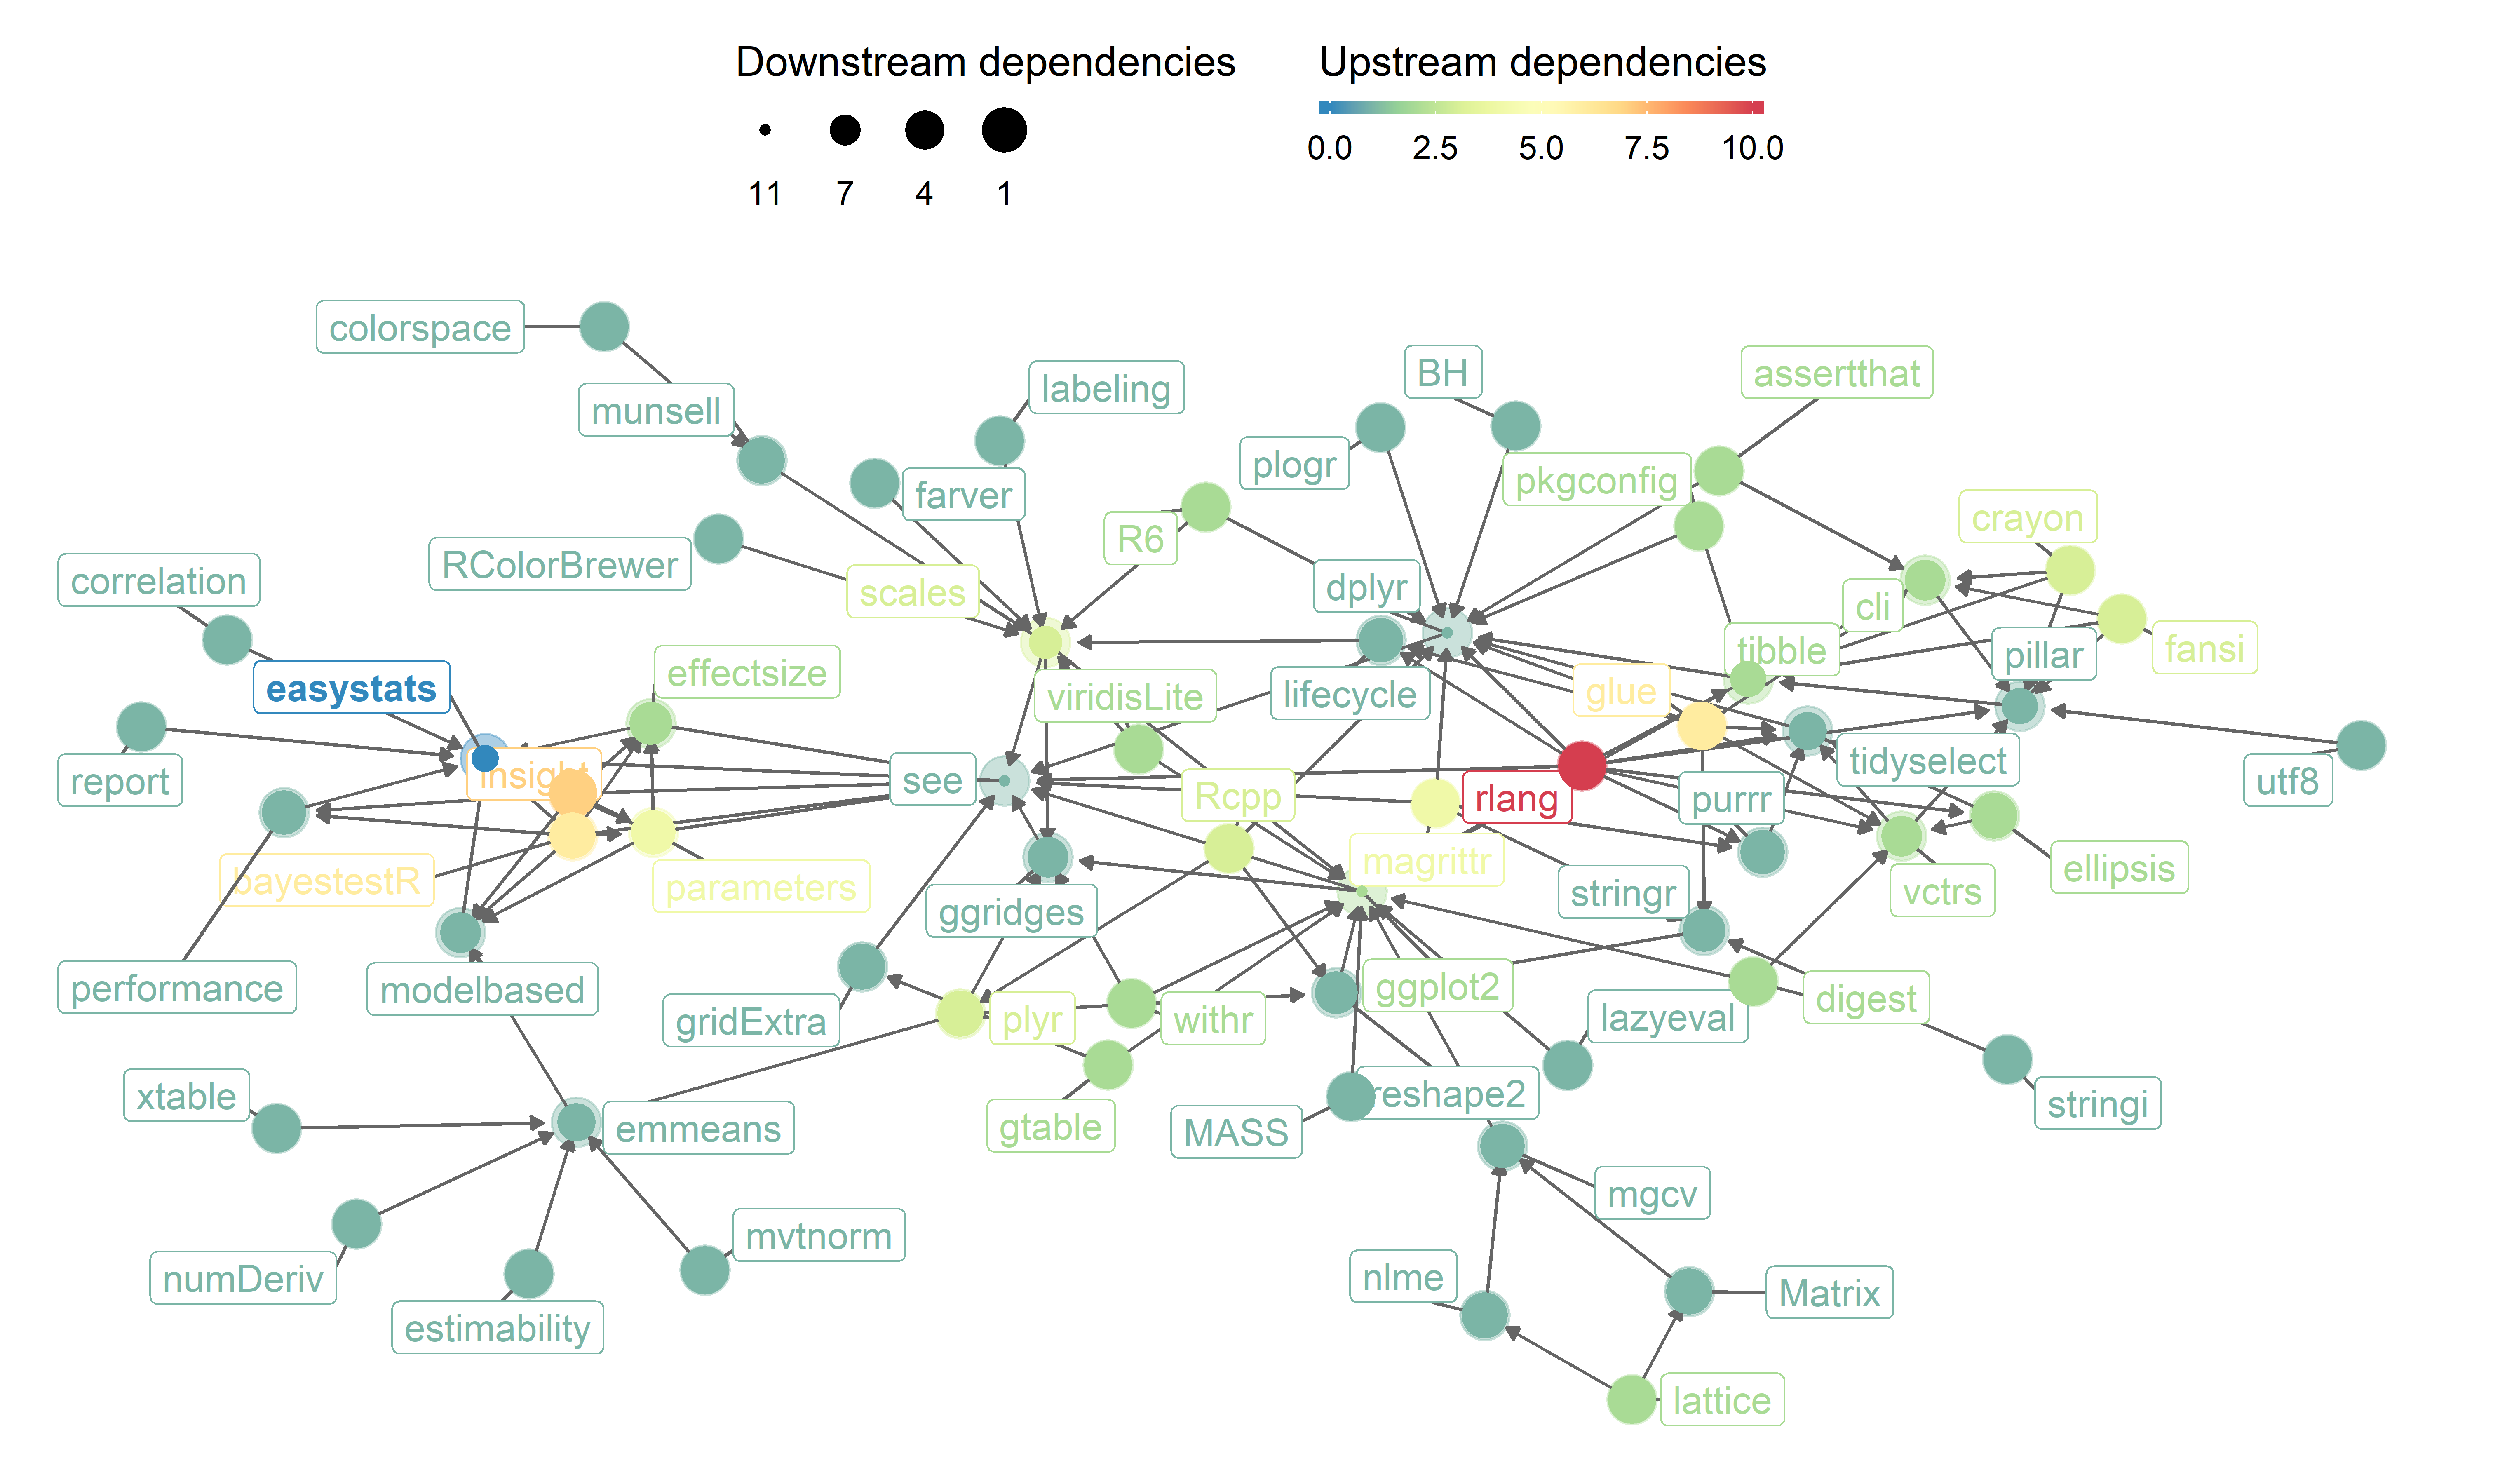 Downstream dependencies
11 7 4 1
Upstream dependencies
0.0 2.5 5.0 7.5 10.0
colorspace
BH
assertthat
labeling
munsell
plogr
pkgconfig
farver
crayon
R6
RColorBrewer
correlation
dplyr
scales
cli
fansi
tibble
pillar
effectsize
easystats
glue
lifecycle
viridisLite
tidyselect
insight
see
report
utf8
Rcpp
rlang
purrr
magrittr
ellipsis
bayestestR
parameters
vctrs
stringr
ggridges
ggplot2
performance
modelbased
digest
lazyeval
plyr
withr
gridExtra
reshape2
xtable
stringi
gtable
emmeans
MASS
mgcv
mvtnorm
numDeriv
nlme
Matrix
estimability
lattice